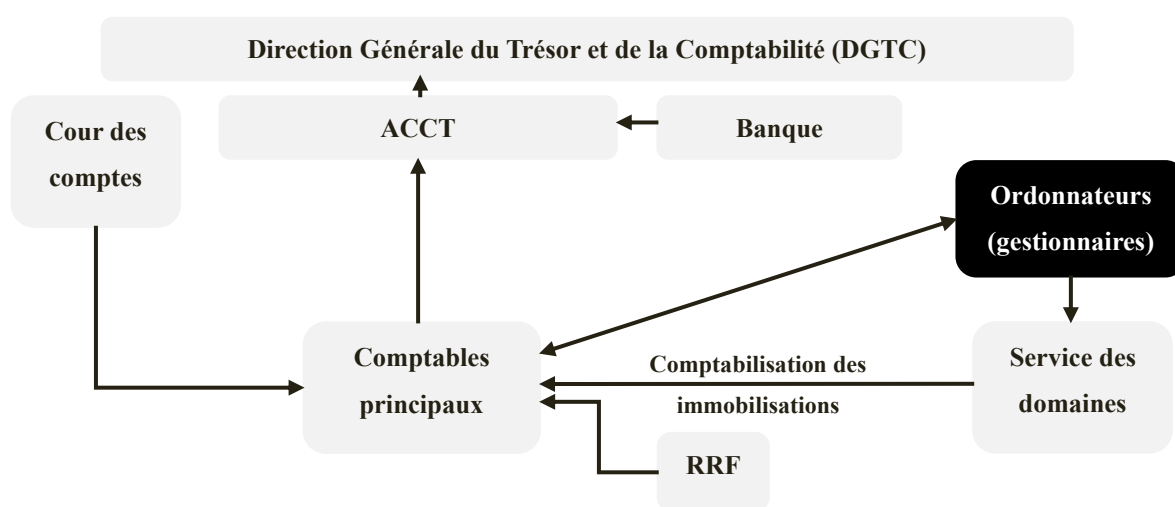 Direction Générale du Trésor et de la Comptabilité (DGTC)
Cour des
comptes
ACCT
Banque
Ordonnateurs
(gestionnaires)
Comptables
principaux
Comptabilisation des
immobilisations
Service des
domaines
RRF